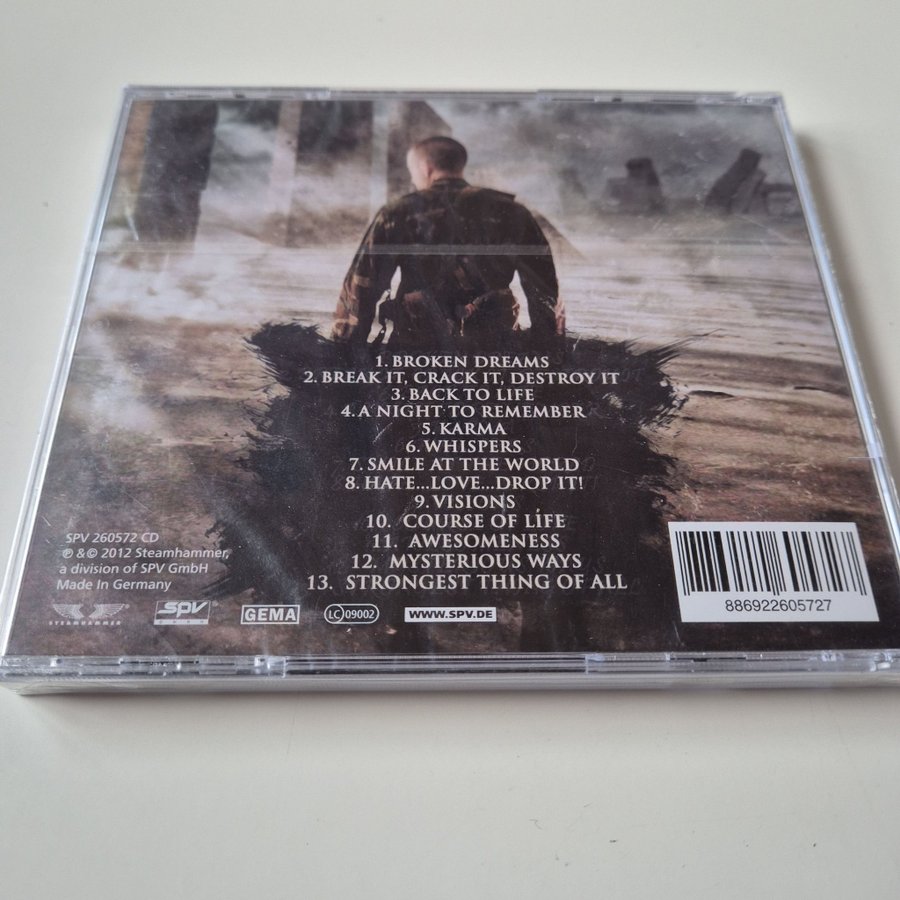 1. BROKEN DREAMS
2. BREAK IT, CRACK IT, DESTROY IT
3. BACK TO LIFE
4. A NIGHT TO REMEMBER
5. KARMA
6. WHISPERS
7. SMILE AT THE WORLD
8. HATE...LOVE...DROP IT!
9. VISIONS
10. COURSE OF LIFE
11. AWESOMENESS
12. MYSTERIOUS WAYS
13. STRONGEST THING OF ALL
SPV 260572 CD
℗ & © 2012 Steamhammer,
a division of SPV GmbH
Made In Germany
STEAMHAMMER
SPV
GEMA
LC 09002
WWW.SPV.DE
886922605727